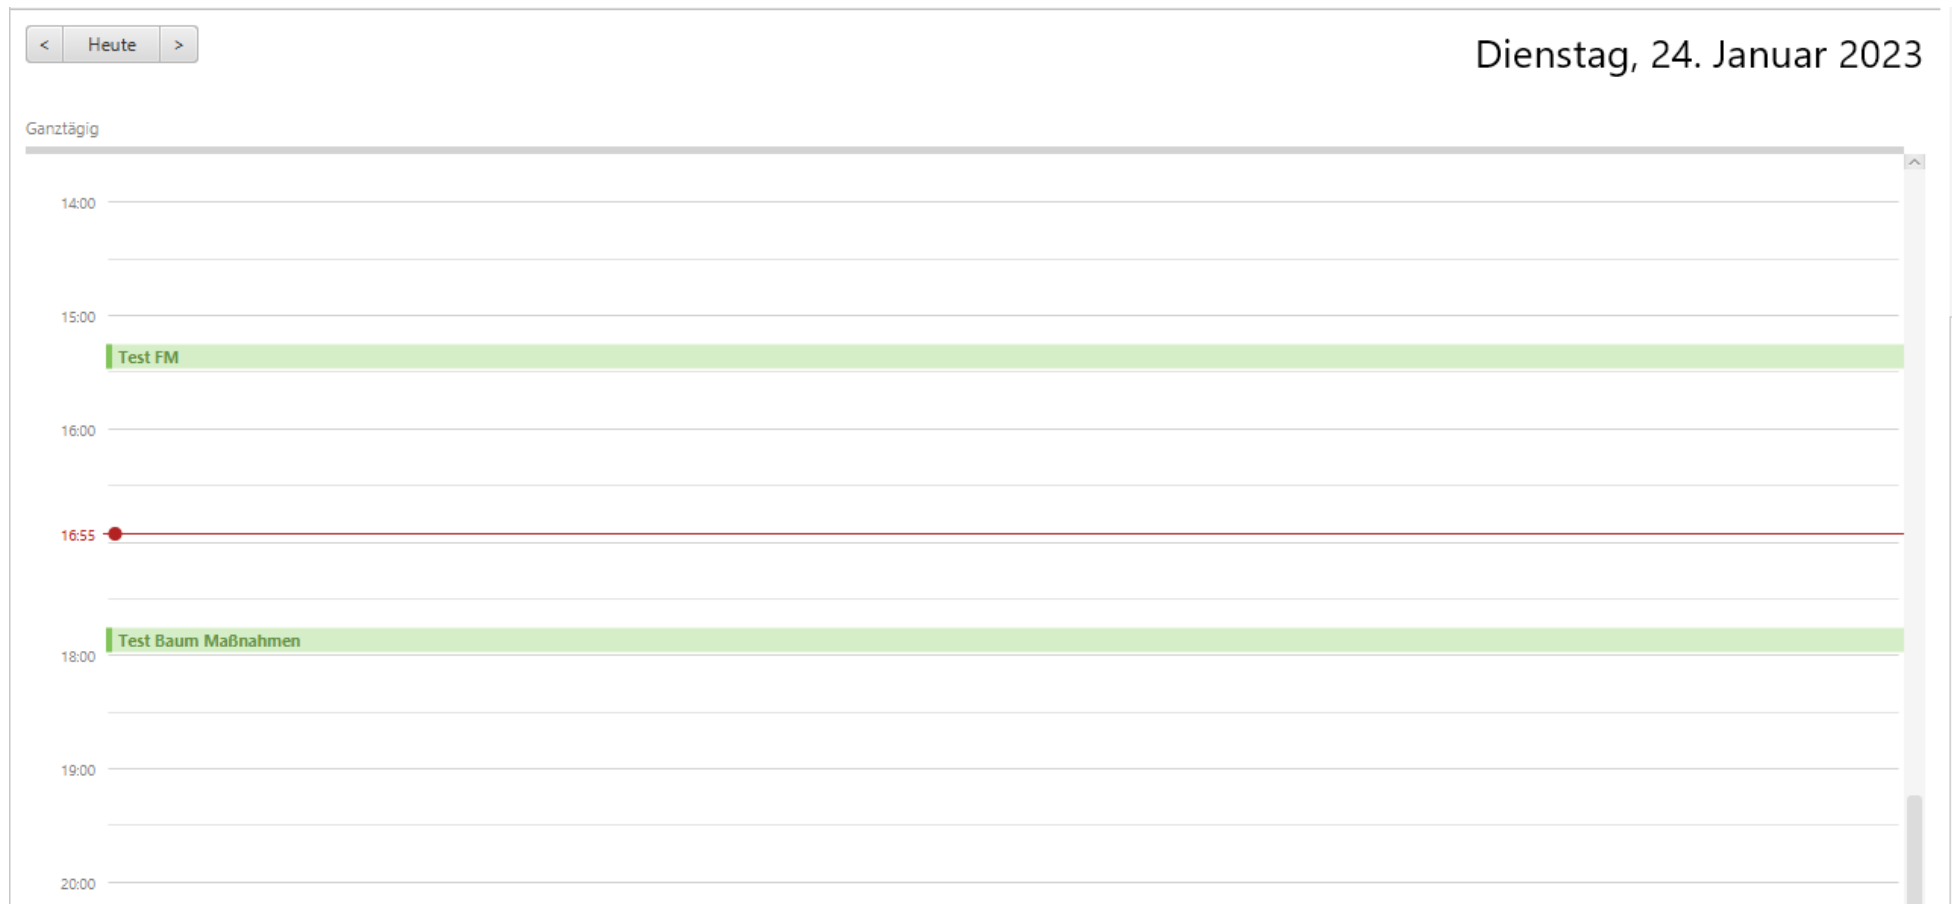 < Heute >
Dienstag, 24. Januar 2023
Ganztägig
14:00
15:00
Test FM
16:00
16:55
Test Baum Maßnahmen
18:00
19:00
20:00